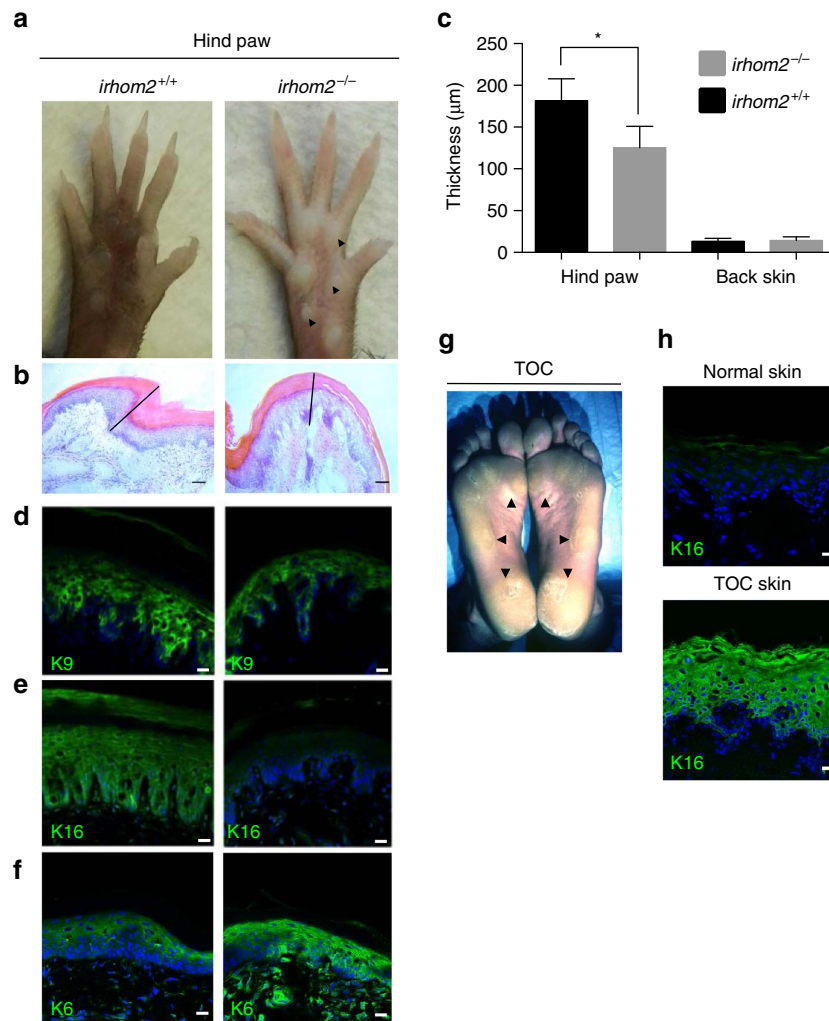 a
Hind paw
irhom2+/+
irhom2−/−
b
d
K9
e
K16
K16
f
K6
K6
c
*
250
200
150
100
50
0
Thickness (μm)
Hind paw
Back skin
irhom2−/−
irhom2+/+
g
TOC
h
Normal skin
K16
TOC skin
K16